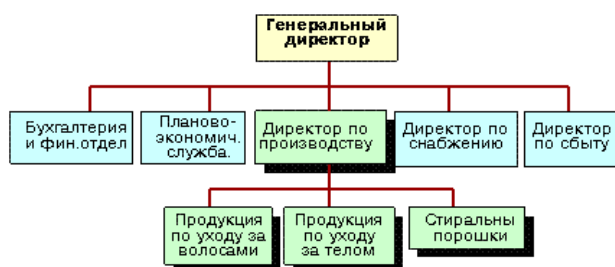 Генеральный
директор
Бухгалтерия
и фин.отдел
Планово-
экономич.
служба.
Директор по
производству
Директор по
снабжению
Директор
по сбыту
Продукция
по уходу за
волосами
Продукция
по уходу
за телом
Стиральны
порошки